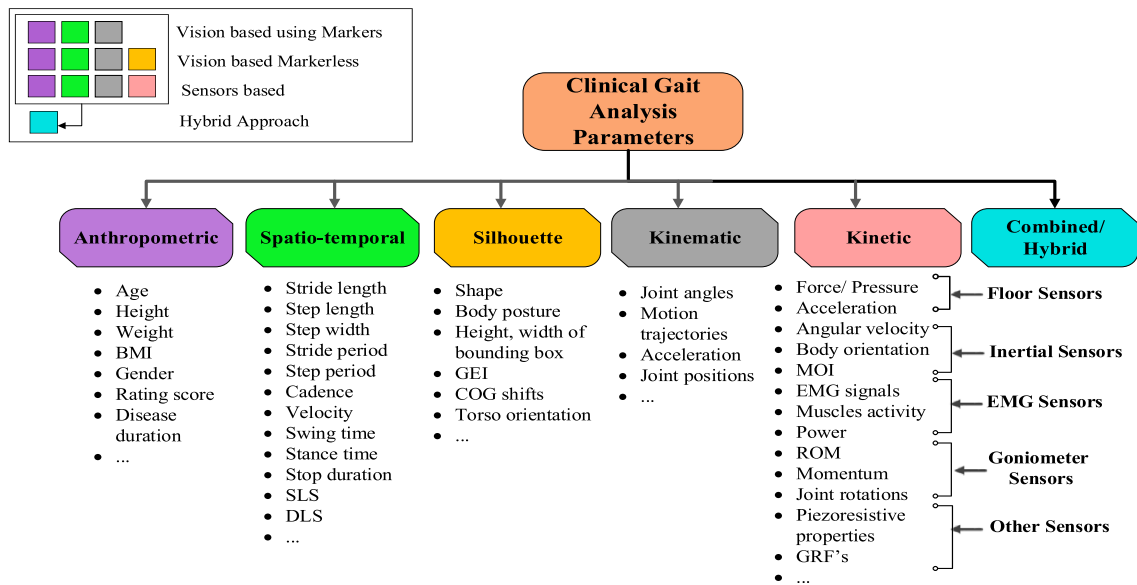 Vision based using Markers
Vision based Markerless
Sensors based
Hybrid Approach
Clinical Gait
Analysis
Parameters
Anthropometric
• Age
• Height
• Weight
• BMI
• Gender
• Rating score
• Disease
duration
• ...
Spatio-temporal
• Stride length
• Step length
• Step width
• Stride period
• Step period
• Cadence
• Velocity
• Swing time
• Stance time
• Stop duration
• SLS
• DLS
• ...
Silhouette
• Shape
• Body posture
• Height, width of
bounding box
• GEI
• COG shifts
• Torso orientation
• ...
Kinematic
• Joint angles
• Motion
trajectories
• Acceleration
• Joint positions
• ...
Kinetic
• Force/ Pressure
• Acceleration
• Angular velocity
• Body orientation
• MOI
• EMG signals
• Muscles activity
• Power
• ROM
• Momentum
• Joint rotations
• Piezoresistive
properties
• GRF's
• ...
Combined/
Hybrid
Floor Sensors
Inertial Sensors
EMG Sensors
Goniometer
Sensors
Other Sensors